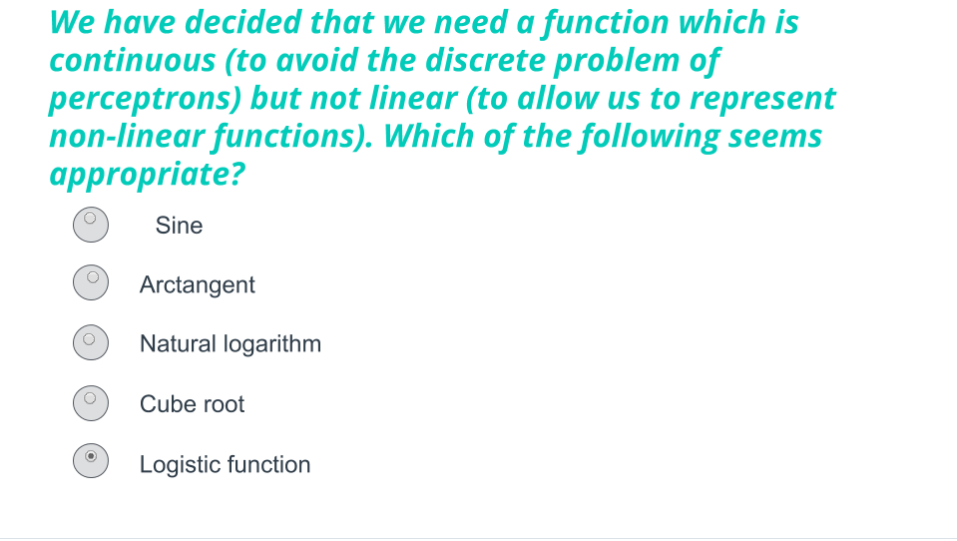 We have decided that we need a function which is
continuous (to avoid the discrete problem of
perceptrons) but not linear (to allow us to represent
non-linear functions). Which of the following seems
appropriate?
Sine
Arctangent
Natural logarithm
Cube root
Logistic function